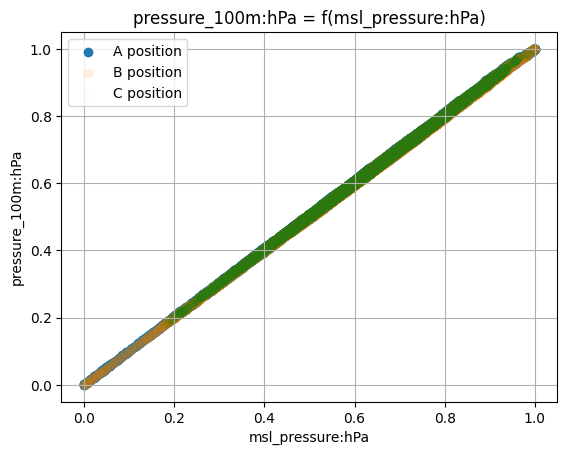 pressure_100m:hPa = f(msl_pressure:hPa)
A position
B position
C position
1.0
0.8
0.6
0.4
0.2
0.0
pressure_100m:hPa
0.0 0.2 0.4 0.6 0.8 1.0
msl_pressure:hPa